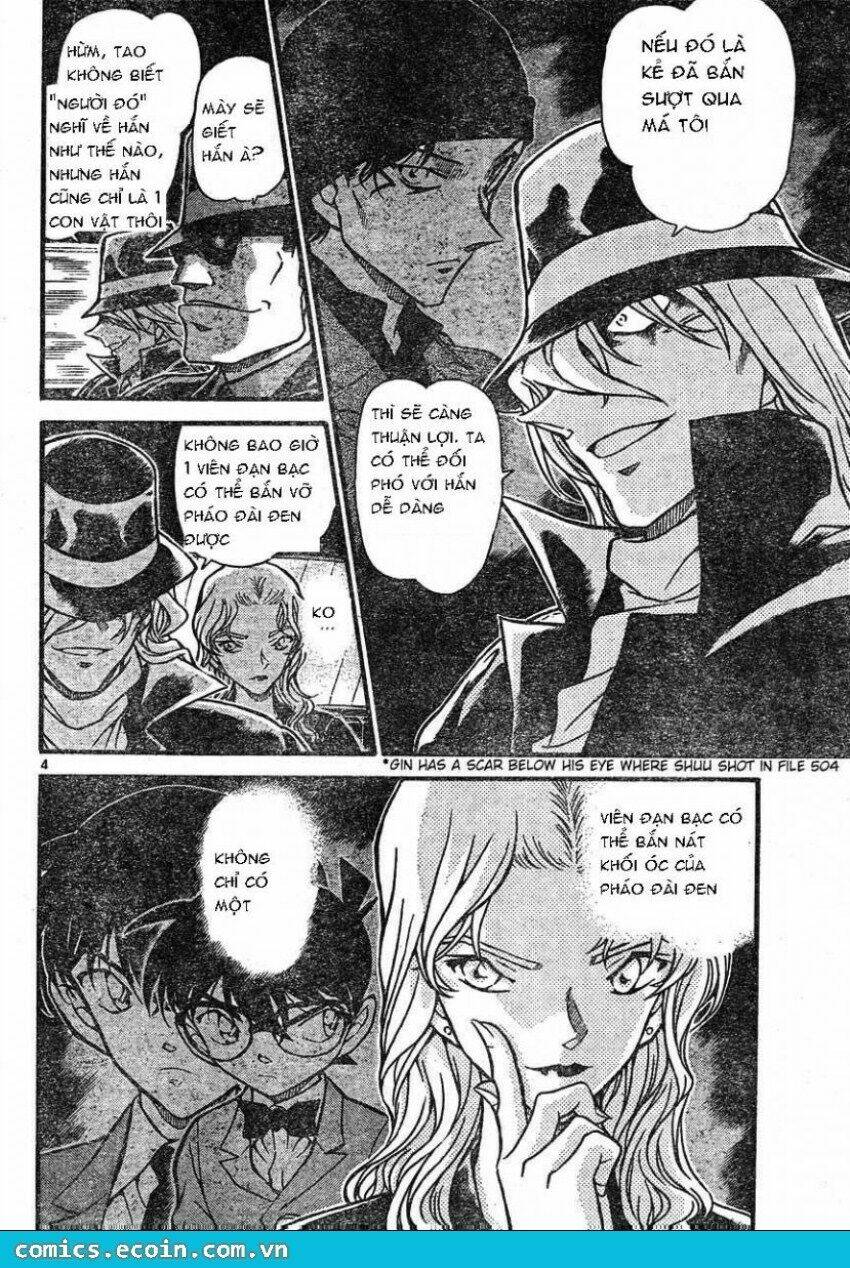 NẾU ĐÓ LÀ
KẺ ĐÃ BẮN
SƯỢT QUA
MÁ TÔI
HỪM, TAO
KHÔNG BIẾT
"NGƯỜI ĐÓ"
NGHĨ VỀ HẮN
NHƯ THẾ NÀO,
NHƯNG HẮN
CŨNG CHỈ LÀ 1
CON VẬT THÔI
MÀY SẼ
GIẾT
HẮN À?
THÌ SẼ CÀNG
THUẬN LỢI. TA
CÓ THỂ ĐỐI
PHÓ VỚI HẮN
DỄ DÀNG
KHÔNG BAO GIỜ
1 VIÊN ĐẠN BẠC
CÓ THỂ BẮN VỠ
PHÁO ĐÀI ĐEN
ĐƯỢC
KO
...
4
*GIN HAS A SCAR BELOW HIS EYE WHERE SHUU SHOT IN FILE 504
VIÊN ĐẠN BẠC CÓ
THỂ BẮN NÁT
KHỐI ÓC CỦA
PHÁO ĐÀI ĐEN
KHÔNG
CHỈ CÓ
MỘT
comics.ecoin.com.vn